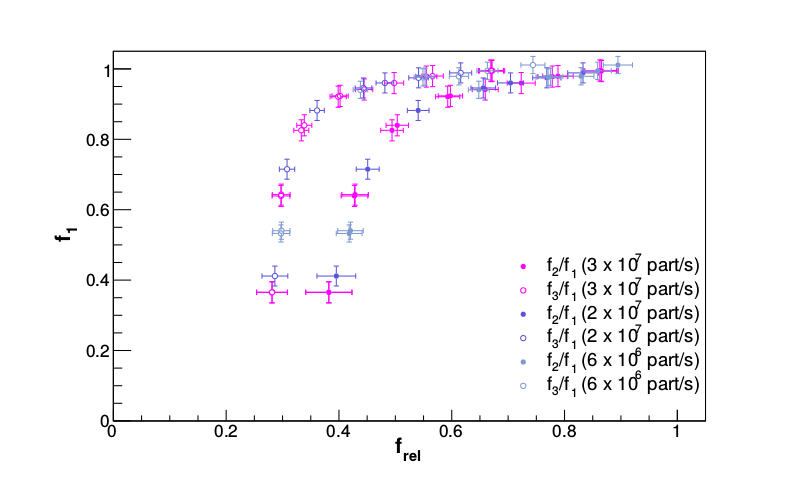 1
0.8
0.6
0.4
0.2
0
f1
f2/f1 (3 x 10^7 part/s)
f3/f1 (3 x 10^7 part/s)
f2/f1 (2 x 10^7 part/s)
f3/f1 (2 x 10^7 part/s)
f2/f1 (6 x 10^6 part/s)
f3/f1 (6 x 10^6 part/s)
0 0.2 0.4 0.6 0.8 1
frel